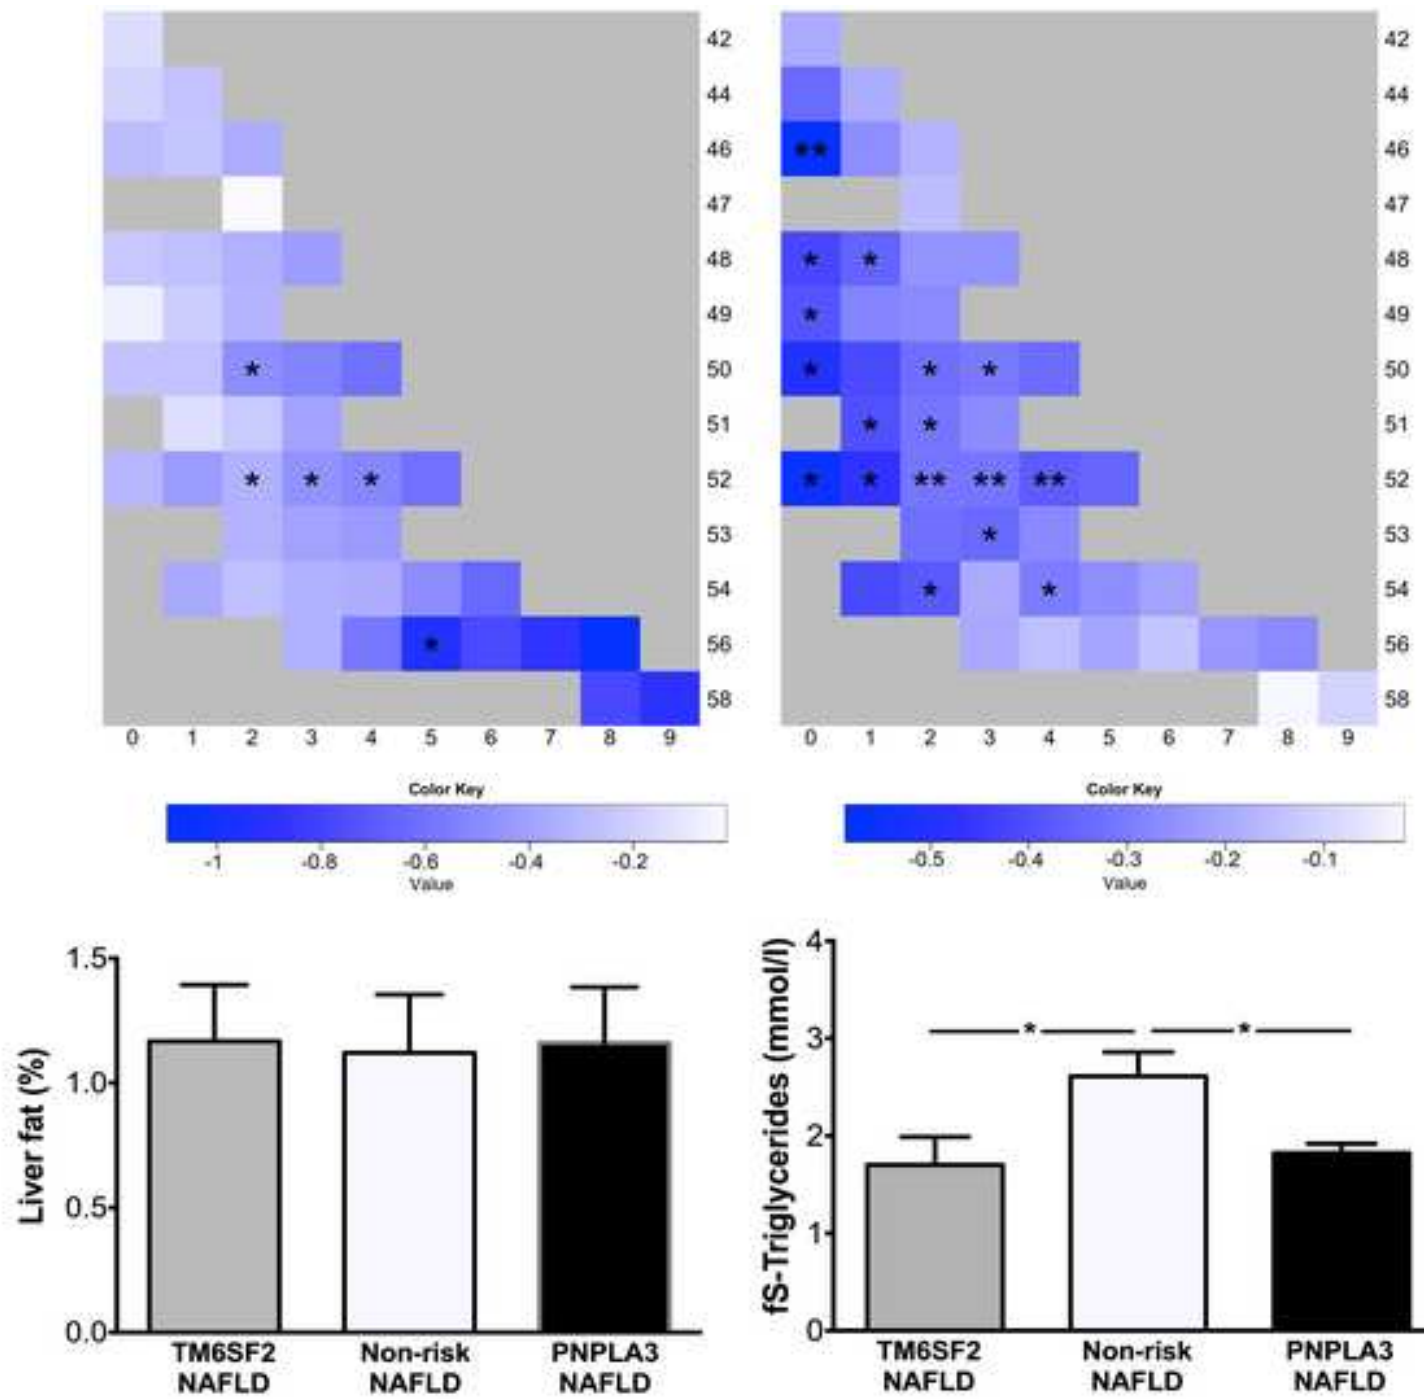 42 42
44 44
** 46 46
47 47
* * 48 48
* 49 49
* * * * 50 50
* * 51 51
* * * * * ** ** ** 52 52
* 53 53
* * 54 54
* 56 56
58 58
0 1 2 3 4 5 6 7 8 9 0 1 2 3 4 5 6 7 8 9
Color Key
-1 -0.8 -0.6 -0.4 -0.2
Value
Color Key
-0.5 -0.4 -0.3 -0.2 -0.1
Value
Liver fat (%)
1.5
1.0
0.5
0.0
TM6SF2 Non-risk PNPLA3
NAFLD NAFLD NAFLD
fS-Triglycerides (mmol/l)
4
3
2
1
0
* *
TM6SF2 Non-risk PNPLA3
NAFLD NAFLD NAFLD